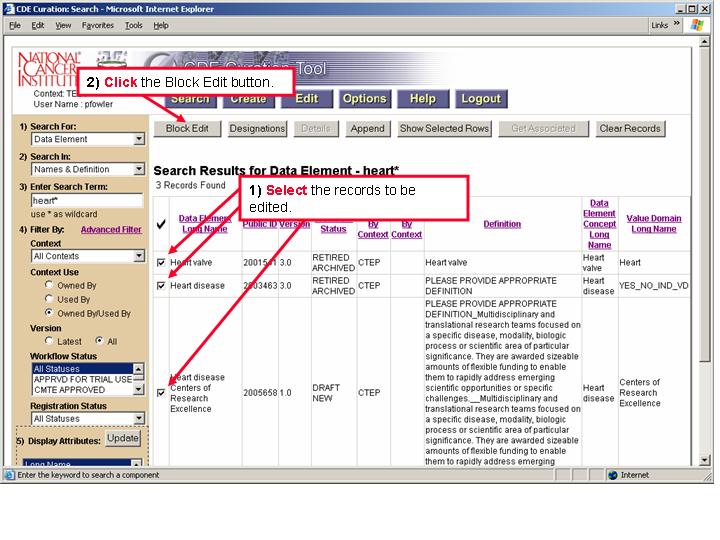 CDE Curation: Search - Microsoft Internet Explorer
File Edit View Favorites Tools Help
Links »
NATIONAL
CANCER
INSTITUTE
CDE Curation Tool
2) Click the Block Edit button.
Context: TE
User Name : pfowler
Search Create Edit Options Help Logout
Block Edit Designations Details Append Show Selected Rows Get Associated Clear Records
1) Search For:
Data Element
2) Search In:
Names & Definition
3) Enter Search Term:
heart*
use * as wildcard
4) Filter By: Advanced Filter
Context
All Contexts
Context Use
Owned By
Used By
Owned By/Used By
Version
Latest All
Workflow Status
All Statuses
APPRVD FOR TRIAL USE
CMTE APPROVED
Registration Status
All Statuses
5) Display Attributes: Update
Long Name
Search Results for Data Element - heart*
3 Records Found
1) Select the records to be
edited.
Data Element
Long Name
Public ID
Version
Status
By
Context
By
Context
Definition
Data
Element
Concept
Long
Name
Value Domain
Long Name
Heart valve
3.0
RETIRED
ARCHIVED
CTEP
Heart valve
Heart
valve
Heart
Heart disease
3.0
RETIRED
ARCHIVED
CTEP
PLEASE PROVIDE APPROPRIATE
DEFINITION
Heart
disease
YES_NO_IND_VD
Heart disease
Centers of
Research
Excellence
2005658
1.0
DRAFT
NEW
CTEP
PLEASE PROVIDE APPROPRIATE
DEFINITION_Multidisciplinary and
translational research teams focused on
a specific disease, modality, biologic
process or scientific area of particular
significance. They are awarded sizeable
amounts of flexible funding to enable
them to rapidly address emerging
scientific opportunities or specific
challenges.__Multidisciplinary and
translational research teams focused on
a specific disease, modality, biologic
process or scientific area of particular
significance. They are awarded sizeable
amounts of flexible funding to enable
them to rapidly address emerging
Heart
disease
Centers of
Research
Excellence
Enter the keyword to search a component
Internet